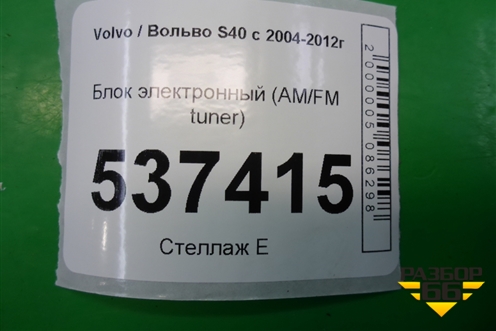 Volvo / Вольво S40 с 2004-2012г
Блок электронный (AM/FM
tuner)
537415
Стеллаж Е
2000005086298
РАЗБОР
66